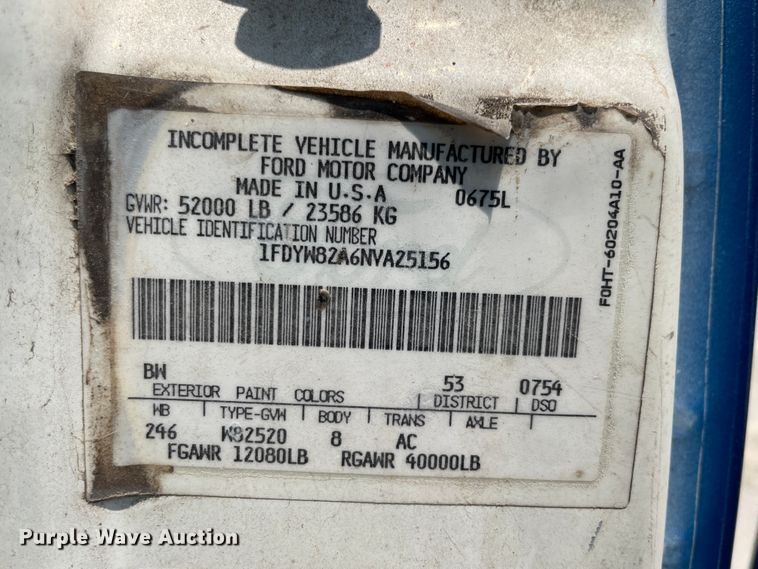 INCOMPLETE VEHICLE MANUFACTURED BY
FORD MOTOR COMPANY
MADE IN U.S.A
0675L
GVWR: 52000 LB / 23586 KG
VEHICLE IDENTIFICATION NUMBER
1FDYW82A6NVA25156
F0HT-60204A10-AA
BW 53 0754
EXTERIOR PAINT COLORS DISTRICT DSO
WB TYPE-GVW BODY TRANS AXLE
246 W82520 8 AC
FGAWR 12080LB RGAWR 40000LB
Purple Wave Auction